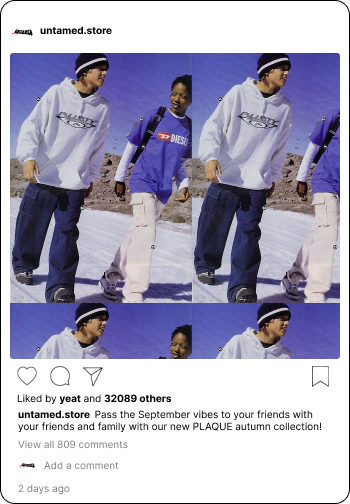 untamed.store
DIESEL
Liked by yeat and 32089 others
untamed.store Pass the September vibes to your friends with
your friends and family with our new PLAQUE autumn collection!
View all 809 comments
Add a comment
2 days ago